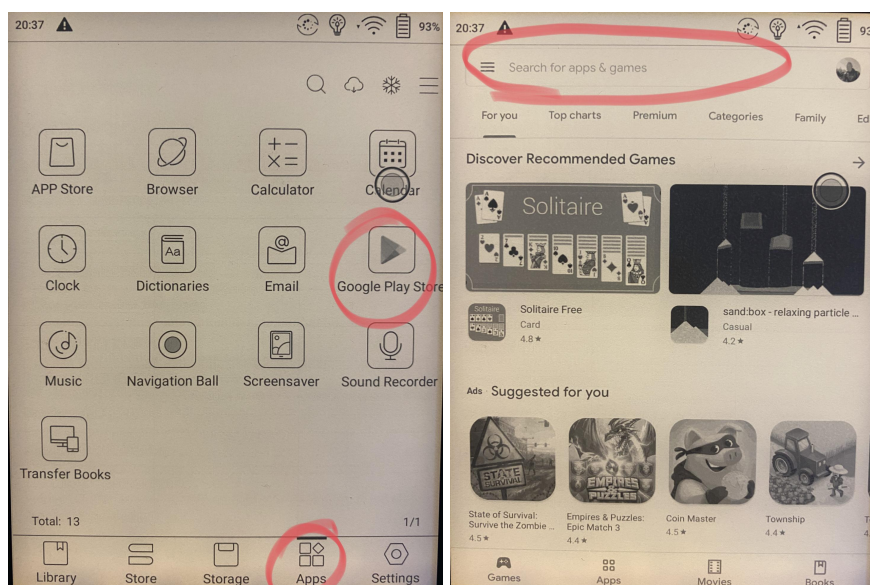 20:37
93%
APP Store
Browser
Calculator
Calendar
Clock
Dictionaries
Aa
Email
@
Google Play Store
Music
Navigation Ball
Screensaver
Sound Recorder
Transfer Books
Total: 13
1/1
Library
Store
Storage
Apps
Settings
20:37
93
Search for apps & games
For you
Top charts
Premium
Categories
Family
Ed
Discover Recommended Games
Solitaire
Solitaire
Solitaire Free
Card
4.8★
sand:box - relaxing particle ...
Casual
4.2★
Ads · Suggested for you
STATE
SURVIVAL
EMPIRES
& PUZZLES
State of Survival:
Survive the Zombie ...
4.5★
Empires & Puzzles:
Epic Match 3
4.4★
Coin Master
4.5★
Township
4.4★
Games
Apps
Movies
Books